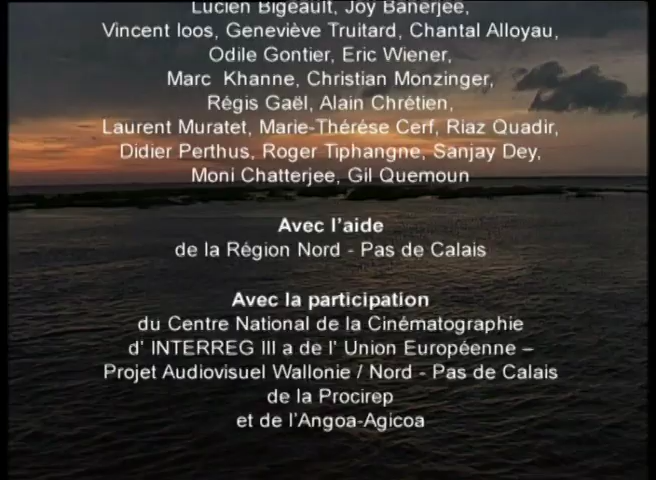 Lucien Bigeault, Joy Banerjee,
Vincent loos, Geneviève Truitard, Chantal Alloyau,
Odile Gontier, Eric Wiener,
Marc Khanne, Christian Monzinger,
Régis Gaël, Alain Chrétien,
Laurent Muratet, Marie-Thérése Cerf, Riaz Quadir,
Didier Perthus, Roger Tiphangne, Sanjay Dey,
Moni Chatterjee, Gil Quemoun
Avec l'aide
de la Région Nord - Pas de Calais
Avec la participation
du Centre National de la Cinématographie
d' INTERREG III a de l' Union Européenne –
Projet Audiovisuel Wallonie / Nord - Pas de Calais
de la Procirep
et de l'Angoa-Agicoa